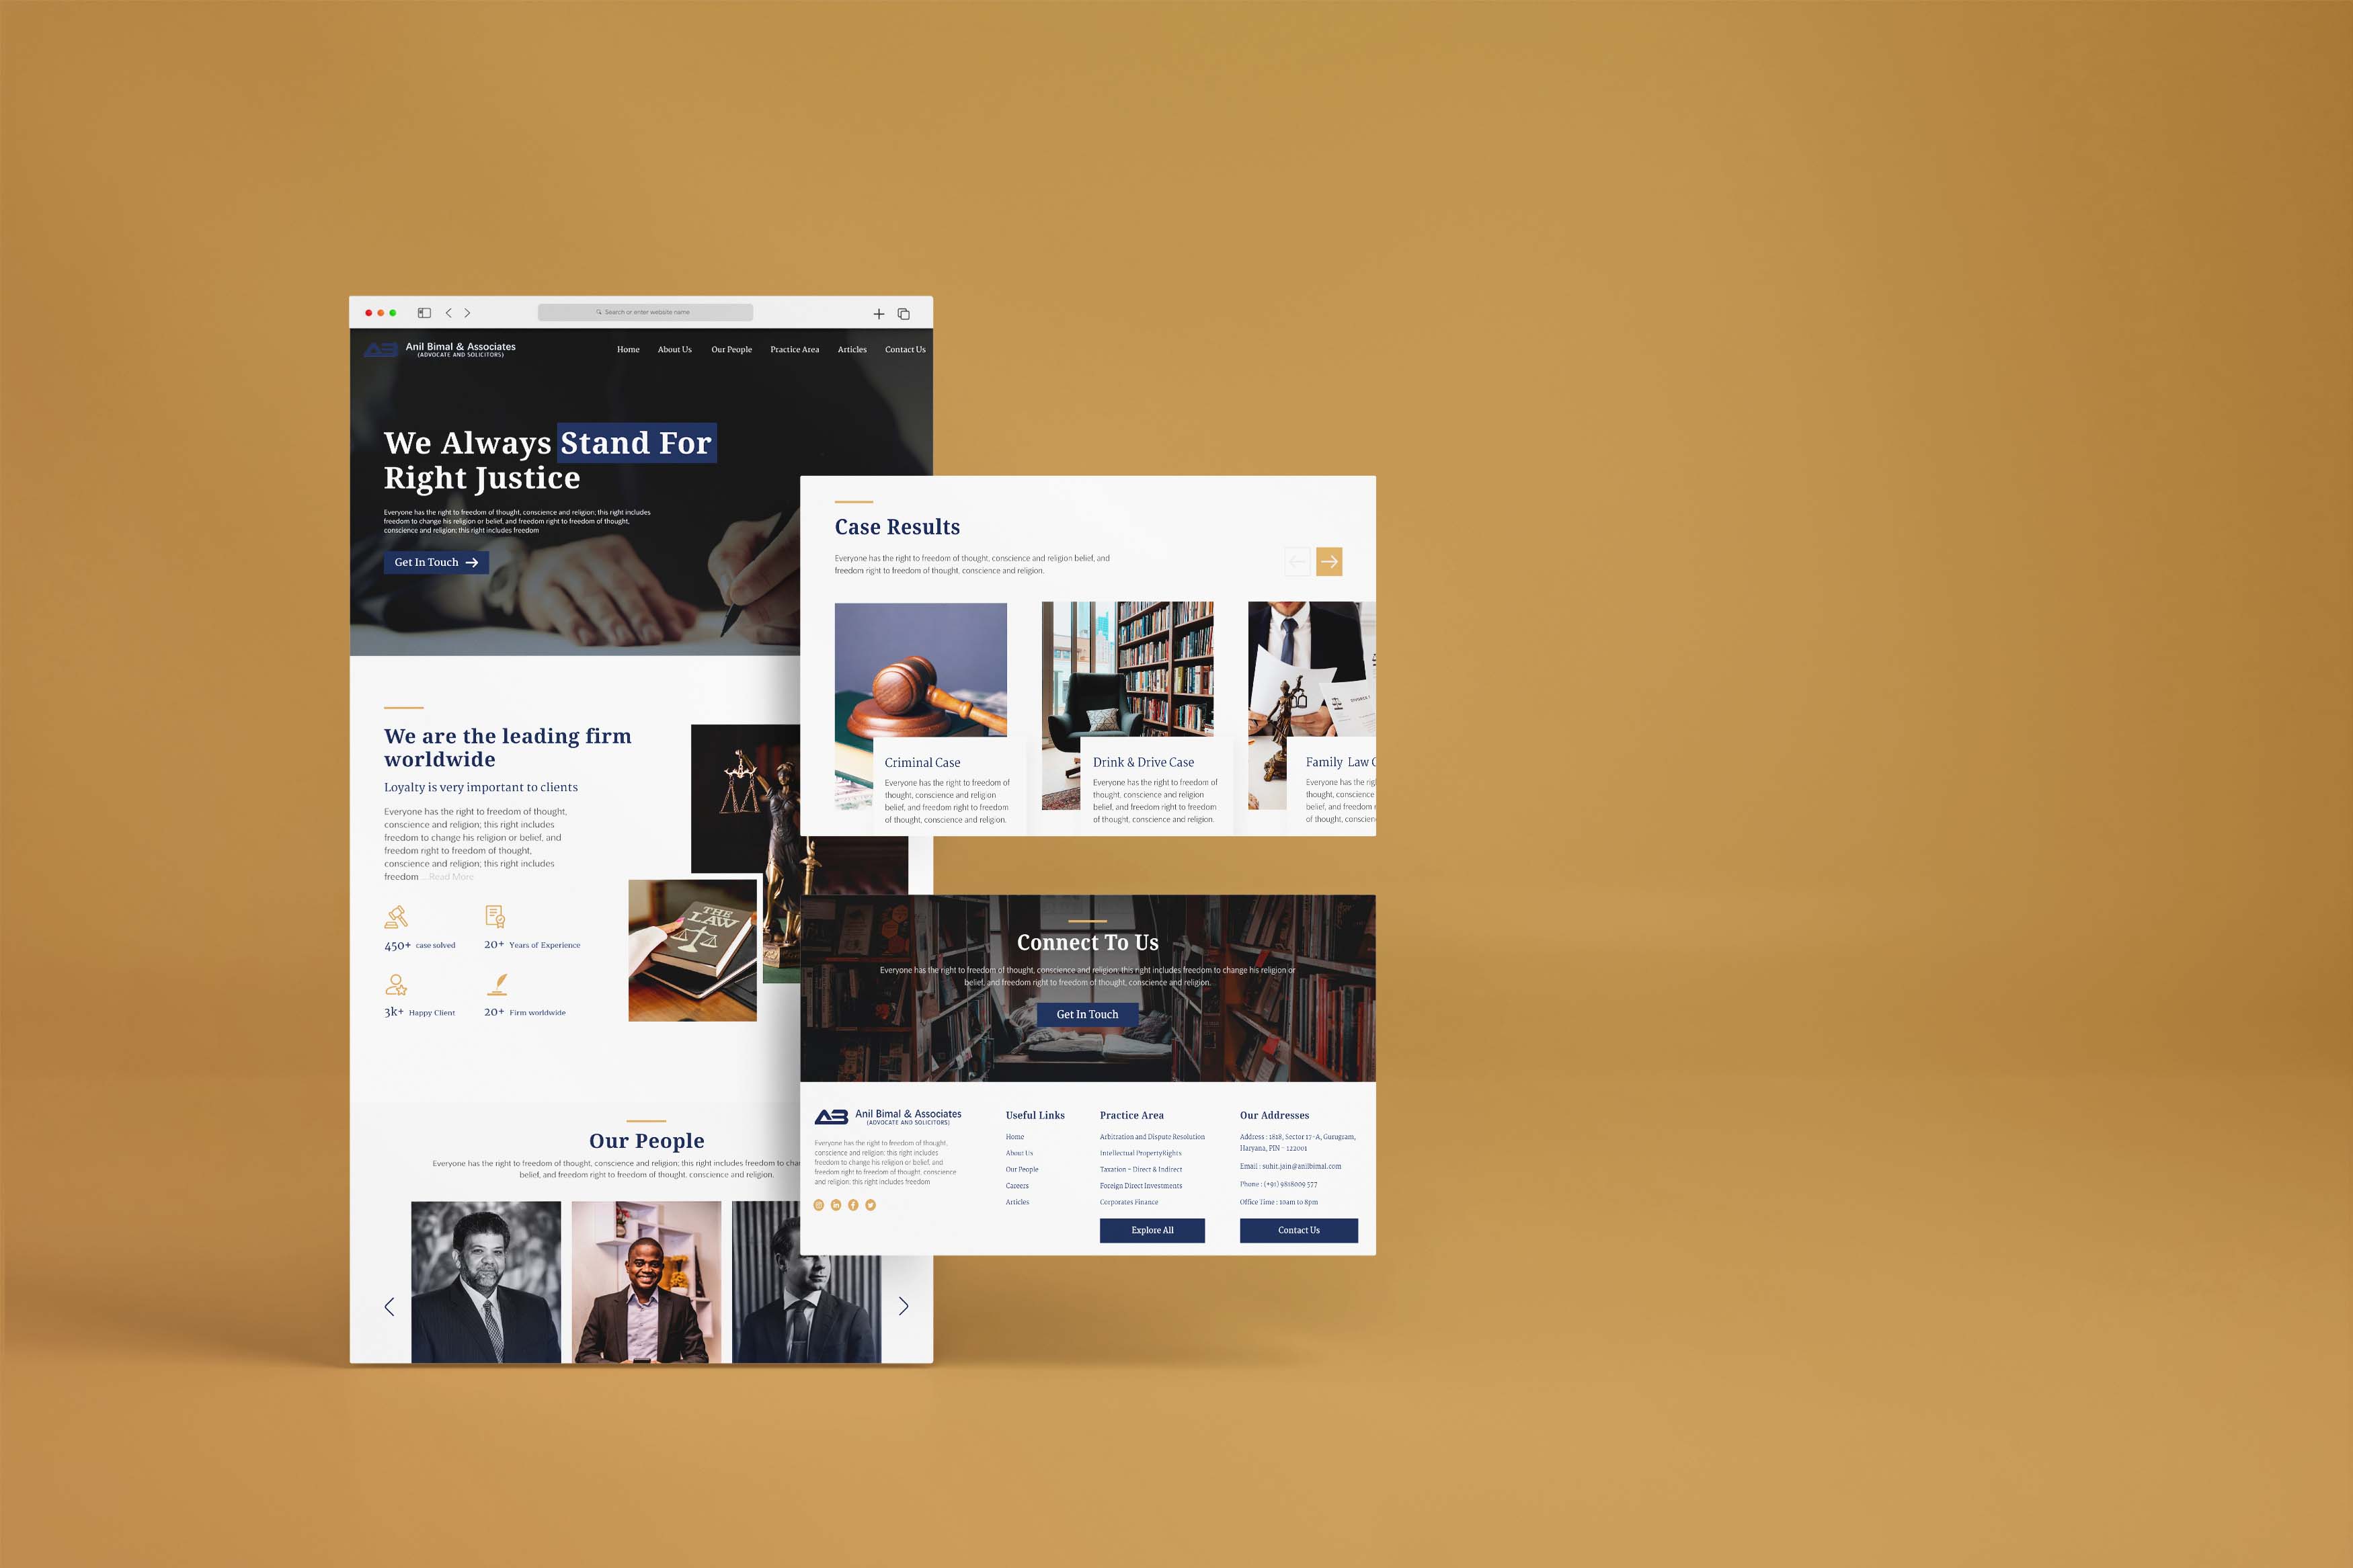 Search or enter website name
Anil Bimal & Associates
(ADVOCATE AND SOLICITORS)
Home
About Us
Our People
Practice Area
Articles
Contact Us
We Always Stand For
Right Justice
Everyone has the right to freedom of thought, conscience and religion; this right includes
freedom to change his religion or belief, and freedom right to freedom of thought,
conscience and religion; this right includes freedom
Get In Touch
We are the leading firm
worldwide
Loyalty is very important to clients
Everyone has the right to freedom of thought,
conscience and religion; this right includes
freedom to change his religion or belief, and
freedom right to freedom of thought,
conscience and religion; this right includes
freedom ...Read More
450+ case solved
20+ Years of Experience
3k+ Happy Client
20+ Firm worldwide
THE
LAW
Our People
Everyone has the right to freedom of thought, conscience and religion; this right includes freedom to cha
belief, and freedom right to freedom of thought, conscience and religion.
Case Results
Everyone has the right to freedom of thought, conscience and religion belief, and
freedom right to freedom of thought, conscience and religion.
Criminal Case
Everyone has the right to freedom of
thought, conscience and religion
belief, and freedom right to freedom
of thought, conscience and religion.
Drink & Drive Case
Everyone has the right to freedom of
thought, conscience and religion
belief, and freedom right to freedom
of thought, conscience and religion.
Family Law C
Everyone has the righ
thought, conscience
belief, and freedom r
of thought, conscien
Connect To Us
Everyone has the right to freedom of thought, conscience and religion; this right includes freedom to change his religion or
belief, and freedom right to freedom of thought, conscience and religion.
Get In Touch
Anil Bimal & Associates
(ADVOCATE AND SOLICITORS)
Everyone has the right to freedom of thought,
conscience and religion; this right includes
freedom to change his religion or belief, and
freedom right to freedom of thought, conscience
and religion; this right includes freedom
Useful Links
Home
About Us
Our People
Careers
Articles
Practice Area
Arbitration and Dispute Resolution
Intellectual PropertyRights
Taxation – Direct & Indirect
Foreign Direct Investments
Corporates Finance
Explore All
Our Addresses
Address : 1818, Sector 17-A, Gurugram,
Haryana, PIN – 122001
Email : suhit.jain@anilbimal.com
Phone : (+91) 9818009 577
Office Time : 10am to 8pm
Contact Us